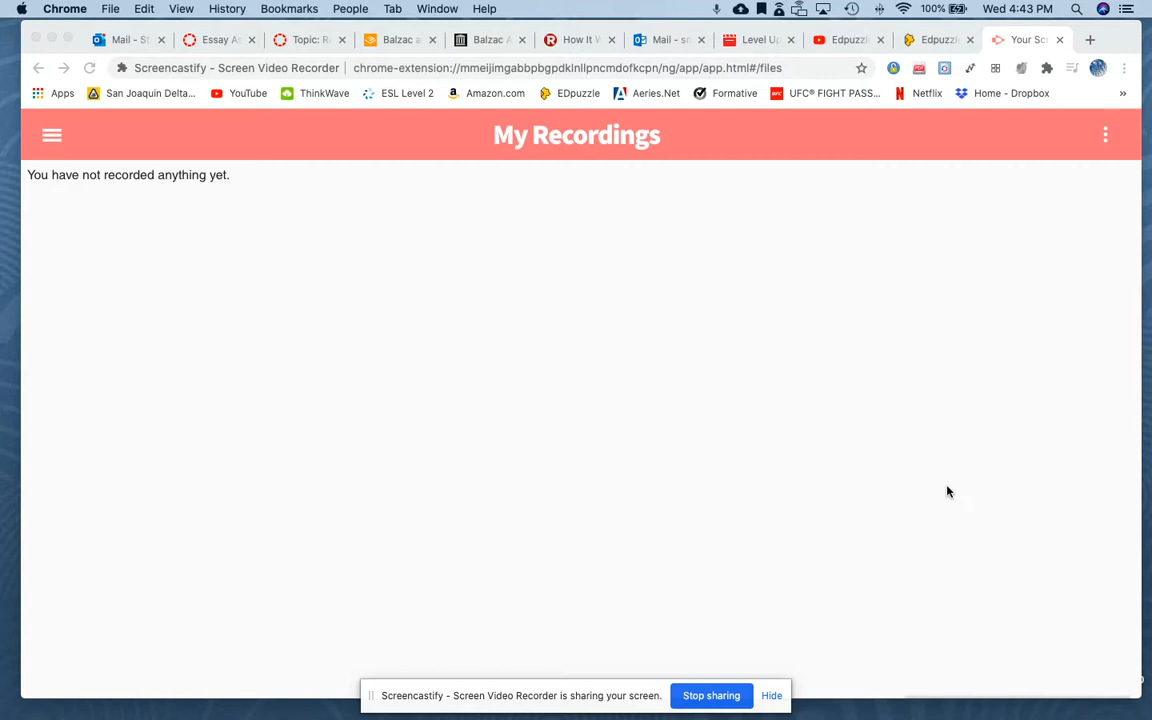 Chrome File Edit View History Bookmarks People Tab Window Help 100% Wed 4:43 PM
Mail - St Essay As Topic: R Balzac a Balzac A How It W Mail - sn Level Up Edpuzzl Edpuzzl Your Scr
Screencastify - Screen Video Recorder chrome-extension://mmeijimgabbpbgpdklnllpncmdofkcpn/ng/app/app.html#/files
Apps San Joaquin Delta... YouTube ThinkWave ESL Level 2 Amazon.com EDpuzzle Aeries.Net Formative UFC® FIGHT PASS... Netflix Home - Dropbox »
My Recordings
You have not recorded anything yet.
Screencastify - Screen Video Recorder is sharing your screen. Stop sharing Hide